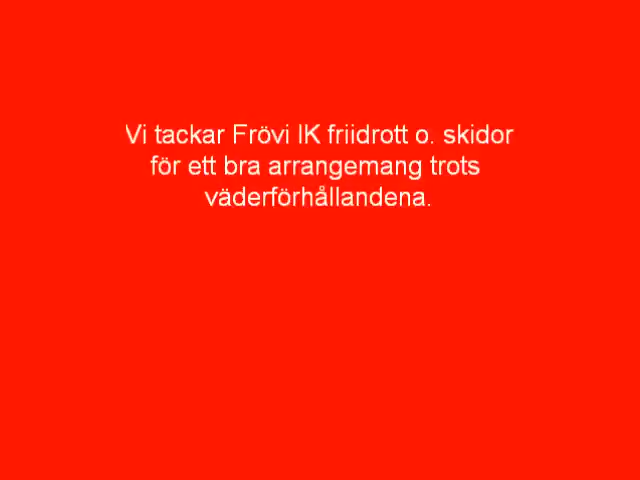 Vi tackar Frövi IK friidrott o. skidor
för ett bra arrangemang trots
väderförhållandena.